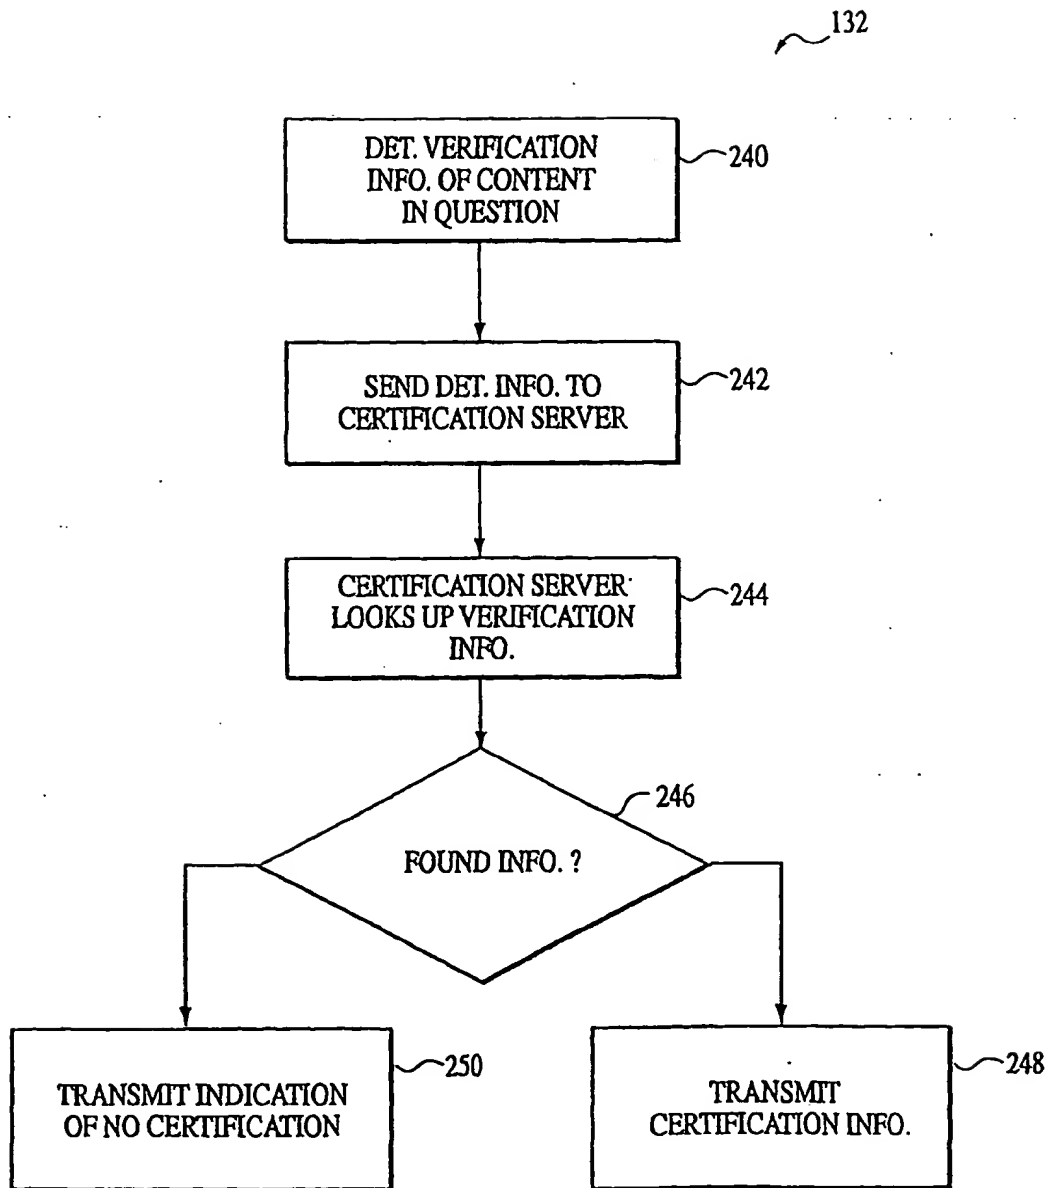 132
DET. VERIFICATION
INFO. OF CONTENT
IN QUESTION
240
SEND DET. INFO. TO
CERTIFICATION SERVER
242
CERTIFICATION SERVER
LOOKS UP VERIFICATION
INFO.
244
246
FOUND INFO. ?
TRANSMIT INDICATION
OF NO CERTIFICATION
250
TRANSMIT
CERTIFICATION INFO.
248